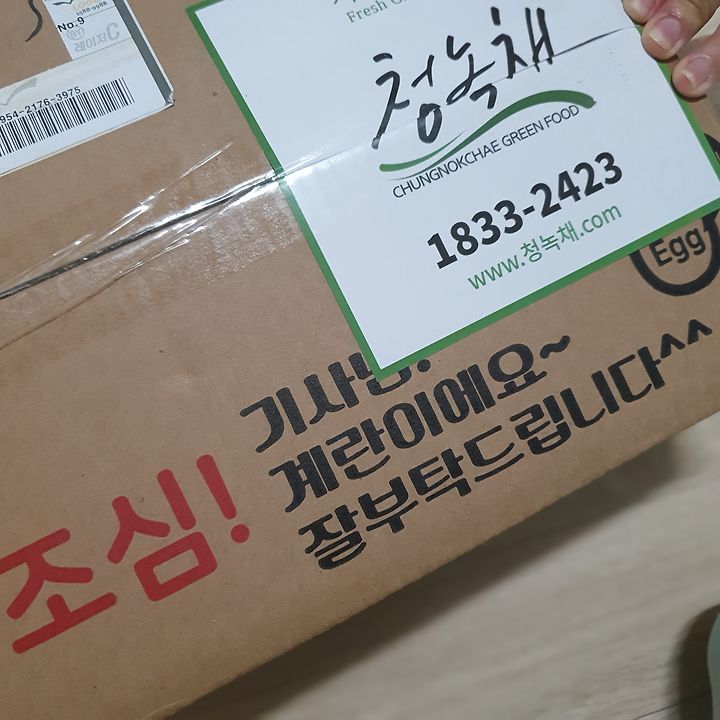 1588-9988
No.9
레이저C
954-2176-3975
Fresh
청녹채
CHUNGNOKCHAE GREEN FOOD
1833-2423
www.청녹채.com
Egg
조심!
기사님!
계란이에요~
잘부탁드립니다^^